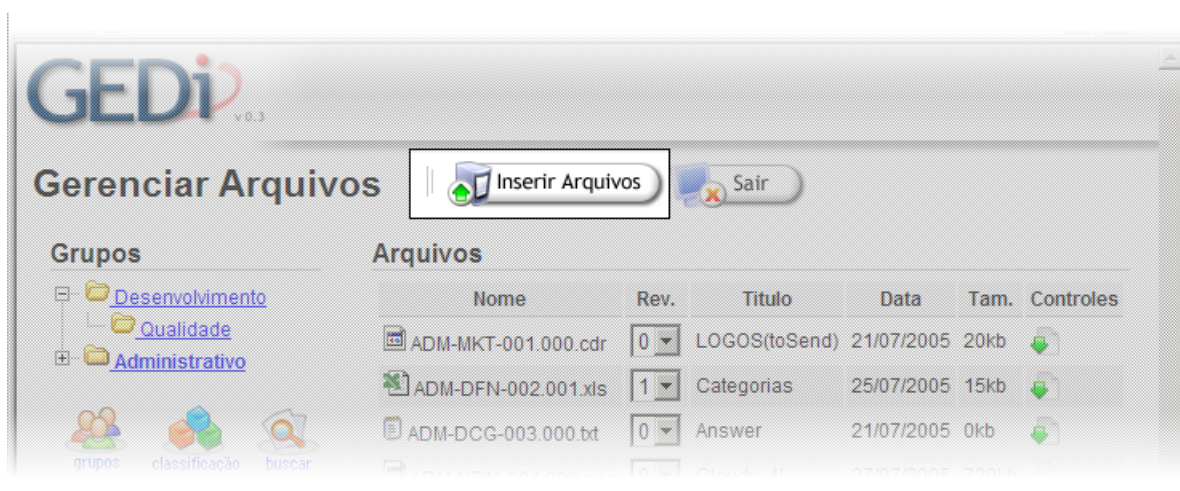 GEDi
v 0.3
Gerenciar Arquivos
Inserir Arquivos
Sair
Grupos
Desenvolvimento
Qualidade
Administrativo
grupos classificação buscar
Arquivos
Nome Rev. Titulo Data Tam. Controles
ADM-MKT-001.000.cdr 0 LOGOS(toSend) 21/07/2005 20kb
ADM-DFN-002.001.xls 1 Categorias 25/07/2005 15kb
ADM-DCG-003.000.txt 0 Answer 21/07/2005 0kb